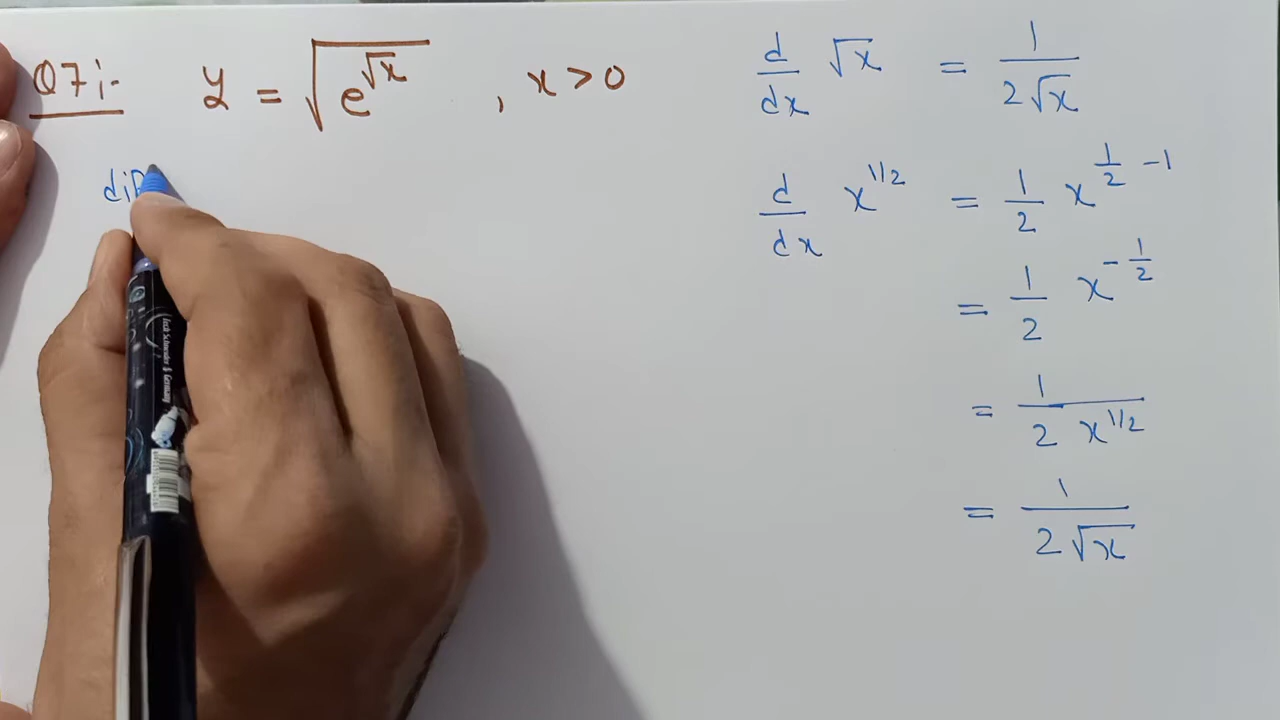 Q7:- y = √(e^√x) , x > 0
d/dx √x = 1/(2√x)
d/dx x^1/2 = 1/2 x^(1/2 - 1)
= 1/2 x^(-1/2)
= 1/(2 x^1/2)
= 1/(2√x)